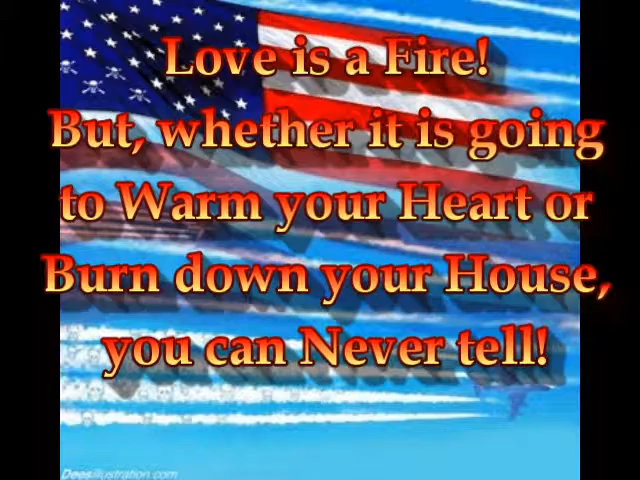 Love is a Fire!
But, whether it is going
to Warm your Heart or
Burn down your House,
you can Never tell!
Deesillustration.com